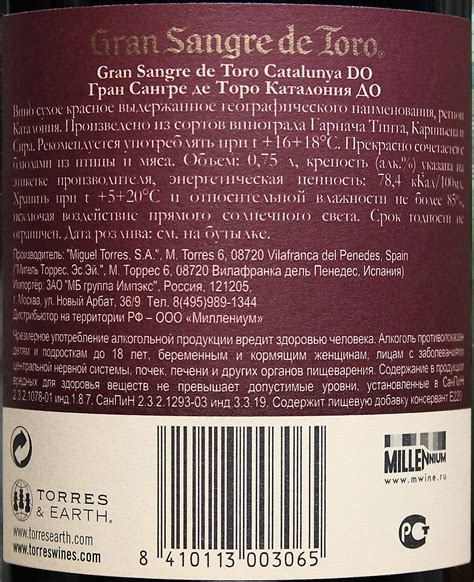 Gran Sangre de Toro®
Gran Sangre de Toro Catalunya DO
Гран Сангре де Торо Каталония ДО
Вино сухое красное выдержанное географического наименования, регион
Каталония. Произведено из сортов винограда Гарнача Тинта, Кариньена и
Сира. Рекомендуется употреблять при t +16+18°C. Прекрасно сочетается с
блюдами из птицы и мяса. Объем: 0,75 л, крепость (алк.%) указана на
этикетке производителя, энергетическая ценность: 78,4 кКал/100мл.
Хранить при t +5+20°C и относительной влажности не более 85%,
исключая воздействие прямого солнечного света. Срок годности не
ограничен. Дата розлива: см. на бутылке.
Производитель: "Miguel Torres, S.A.", M. Torres 6, 08720 Vilafranca del Penedes, Spain
("Мигель Торрес. Эс.Эй.", М. Торрес 6, 08720 Вилафранка дель Пенедес, Испания)
Импортёр: ЗАО "МБ группа Импэкс", Россия, 121205,
г. Москва, ул. Новый Арбат, 36/9 Тел. 8(495)989-1344
Дистрибьютор на территории РФ – ООО «Миллениум»
Чрезмерное употребление алкогольной продукции вредит здоровью человека. Алкоголь противопоказан
детям и подросткам до 18 лет, беременным и кормящим женщинам, лицам с заболеваниями
центральной нервной системы, почек, печени и других органов пищеварения. Содержание в продукции
вредных для здоровья веществ не превышает допустимые уровни, установленные в СанПиН
2.3.2.1078-01 инд.1.8.7. СанПиН 2.3.2.1293-03 инд 3.3.19. Содержит пищевую добавку консервант E220
TORRES
& EARTH®
www.torresearth.com
www.torreswines.com
8 410113 003065
MILLENNIUM
www.mwine.ru
РСТ